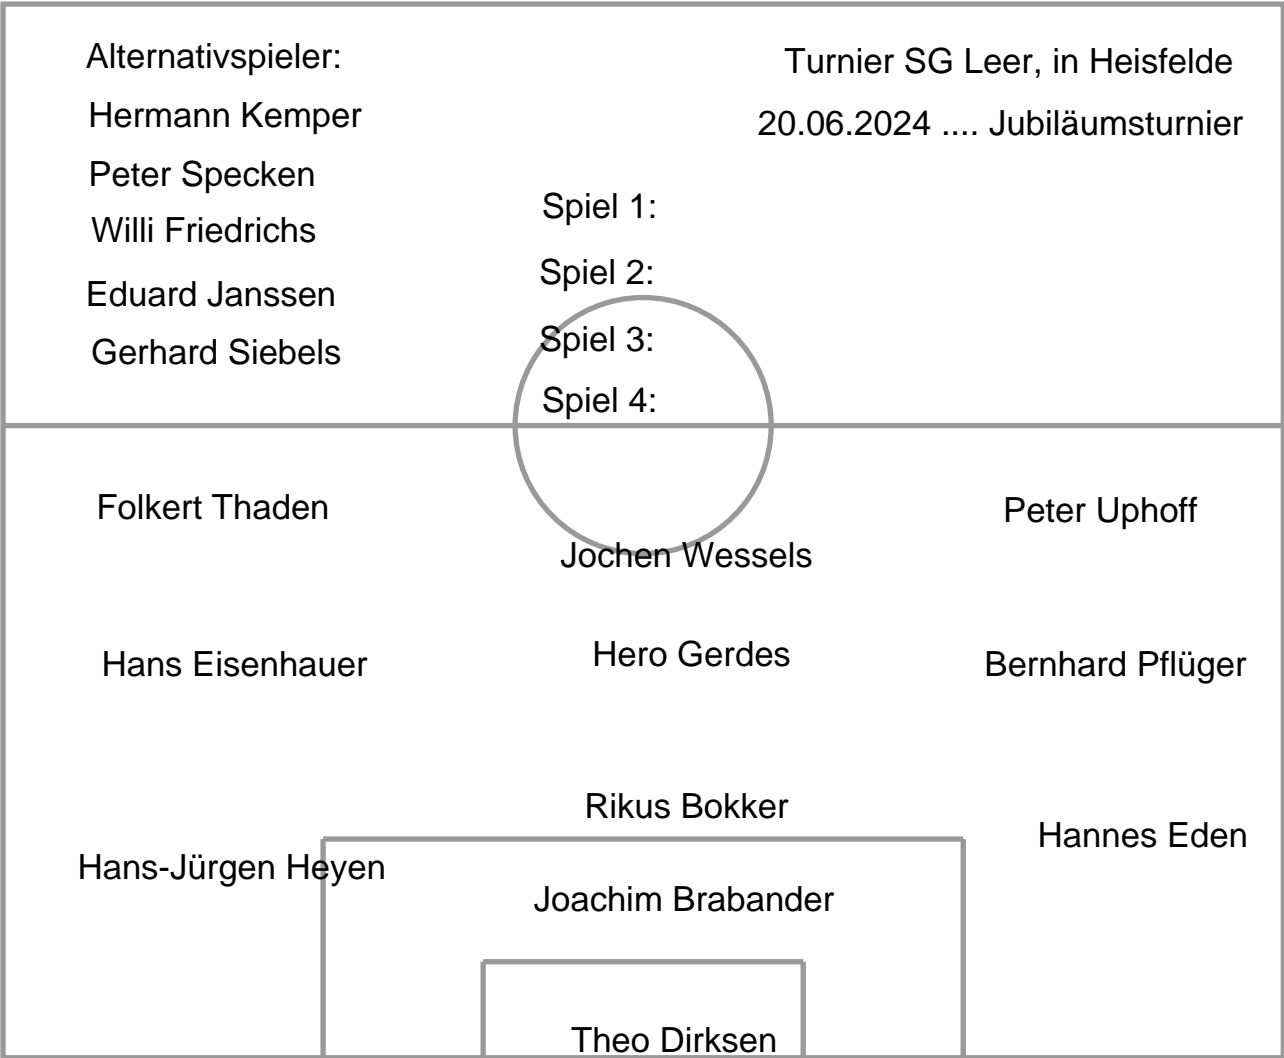 Alternativspieler:
Hermann Kemper
Peter Specken
Willi Friedrichs
Eduard Janssen
Gerhard Siebels
Turnier SG Leer, in Heisfelde
20.06.2024 .... Jubiläumsturnier
Spiel 1:
Spiel 2:
Spiel 3:
Spiel 4:
Folkert Thaden
Jochen Wessels
Peter Uphoff
Hans Eisenhauer
Hero Gerdes
Bernhard Pflüger
Hans-Jürgen Heyen
Rikus Bokker
Hannes Eden
Joachim Brabander
Theo Dirksen